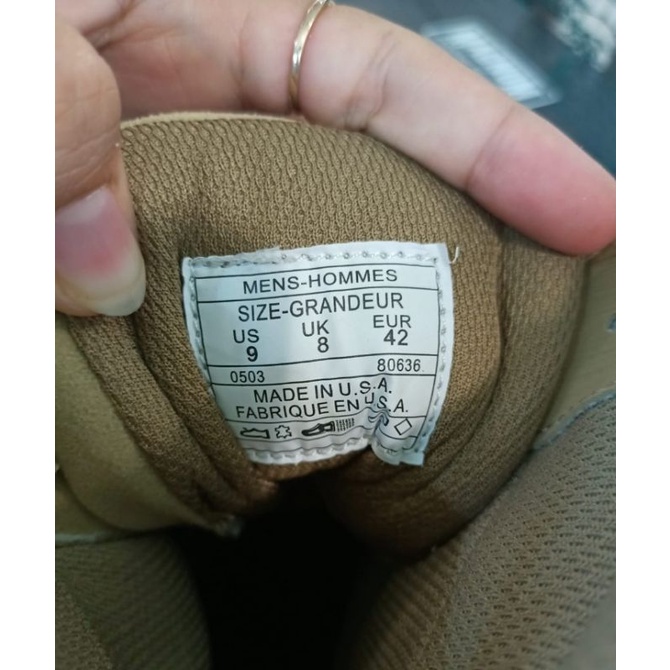 MENS-HOMMES
SIZE-GRANDEUR
US UK EUR
9 8 42
0503 80636
MADE IN U.S.A.
FABRIQUE EN U.S.A.